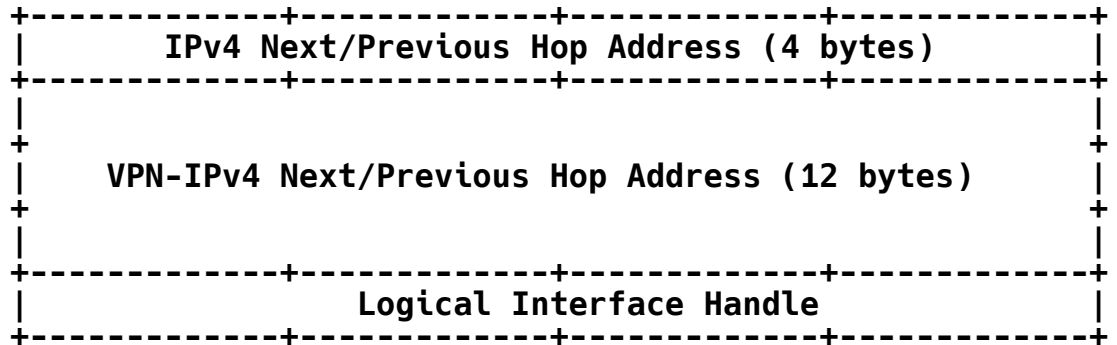 IPv4 Next/Previous Hop Address (4 bytes)
VPN-IPv4 Next/Previous Hop Address (12 bytes)
Logical Interface Handle